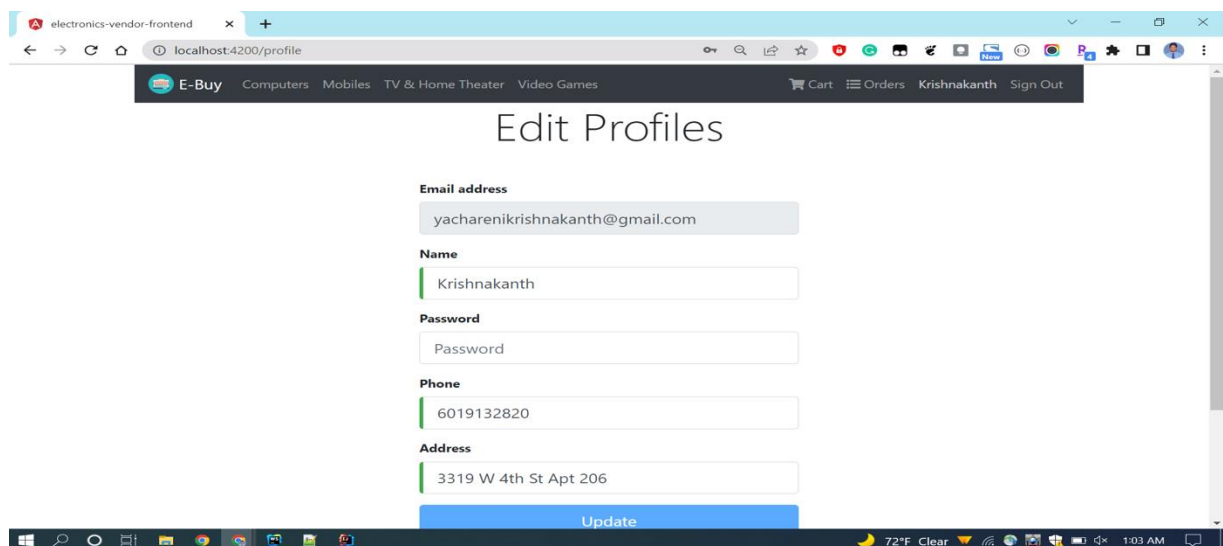 electronics-vendor-frontend
localhost:4200/profile
New
R 4
E-Buy Computers Mobiles TV & Home Theater Video Games Cart Orders Krishnakanth Sign Out
Edit Profiles
Email address
yacharenikrishnakanth@gmail.com
Name
Krishnakanth
Password
Password
Phone
6019132820
Address
3319 W 4th St Apt 206
Update
72°F Clear 1:03 AM